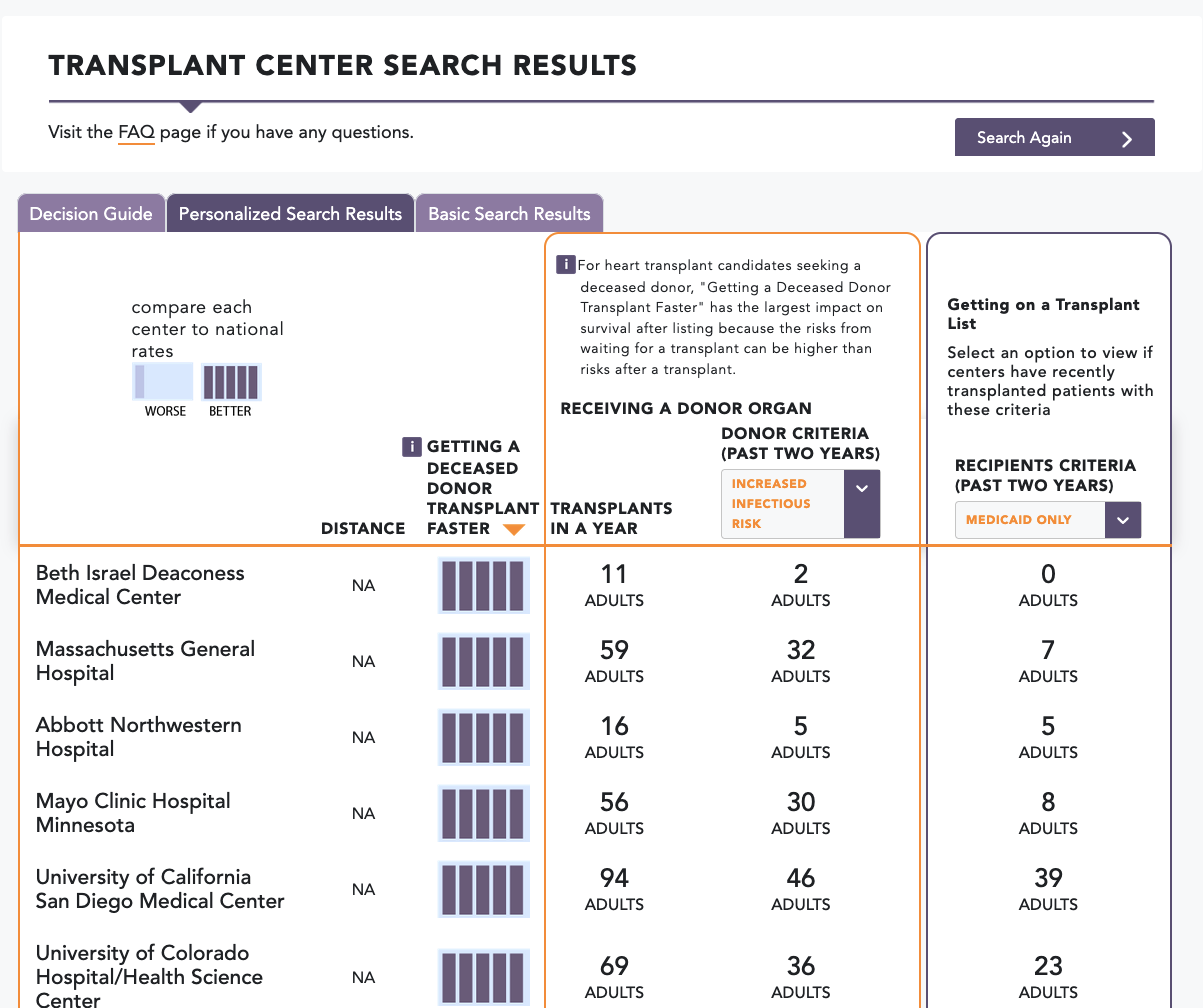 TRANSPLANT CENTER SEARCH RESULTS
Visit the FAQ page if you have any questions.
Search Again
Decision Guide
Personalized Search Results
Basic Search Results
compare each
center to national
rates
WORSE
BETTER
i
For heart transplant candidates seeking a
deceased donor, "Getting a Deceased Donor
Transplant Faster" has the largest impact on
survival after listing because the risks from
waiting for a transplant can be higher than
risks after a transplant.
Getting on a Transplant
List
Select an option to view if
centers have recently
transplanted patients with
these criteria
RECEIVING A DONOR ORGAN
DISTANCE
i
GETTING A
DECEASED
DONOR
TRANSPLANT
FASTER
TRANSPLANTS
IN A YEAR
DONOR CRITERIA
(PAST TWO YEARS)
INCREASED
INFECTIOUS
RISK
RECIPIENTS CRITERIA
(PAST TWO YEARS)
MEDICAID ONLY
Beth Israel Deaconess
Medical Center
NA
11
ADULTS
2
ADULTS
0
ADULTS
Massachusetts General
Hospital
NA
59
ADULTS
32
ADULTS
7
ADULTS
Abbott Northwestern
Hospital
NA
16
ADULTS
5
ADULTS
5
ADULTS
Mayo Clinic Hospital
Minnesota
NA
56
ADULTS
30
ADULTS
8
ADULTS
University of California
San Diego Medical Center
NA
94
ADULTS
46
ADULTS
39
ADULTS
University of Colorado
Hospital/Health Science
Center
NA
69
ADULTS
36
ADULTS
23
ADULTS